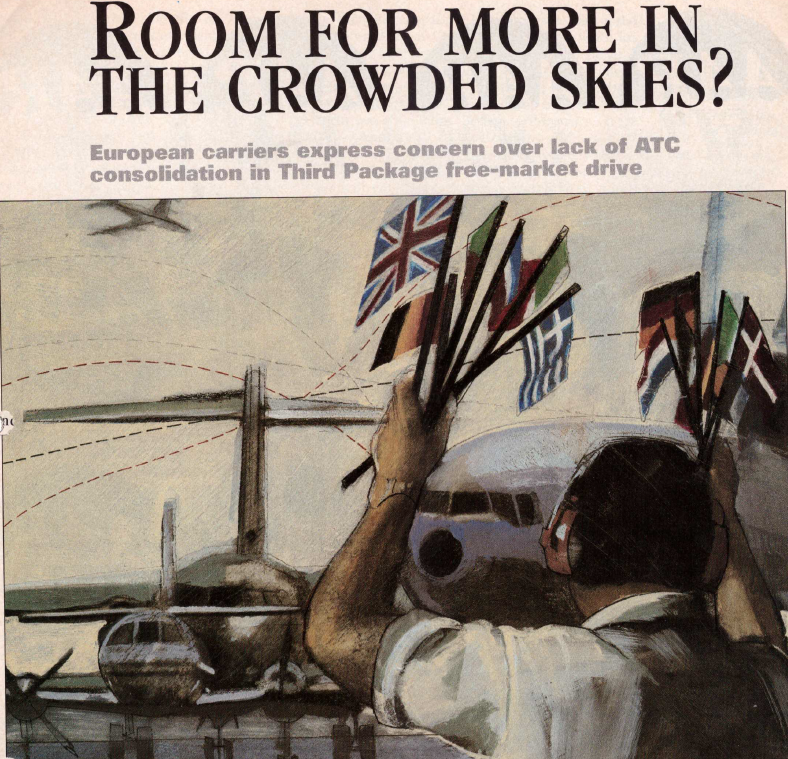 ROOM FOR MORE IN
THE CROWDED SKIES?
European carriers express concern over lack of ATC
consolidation in Third Package free-market drive